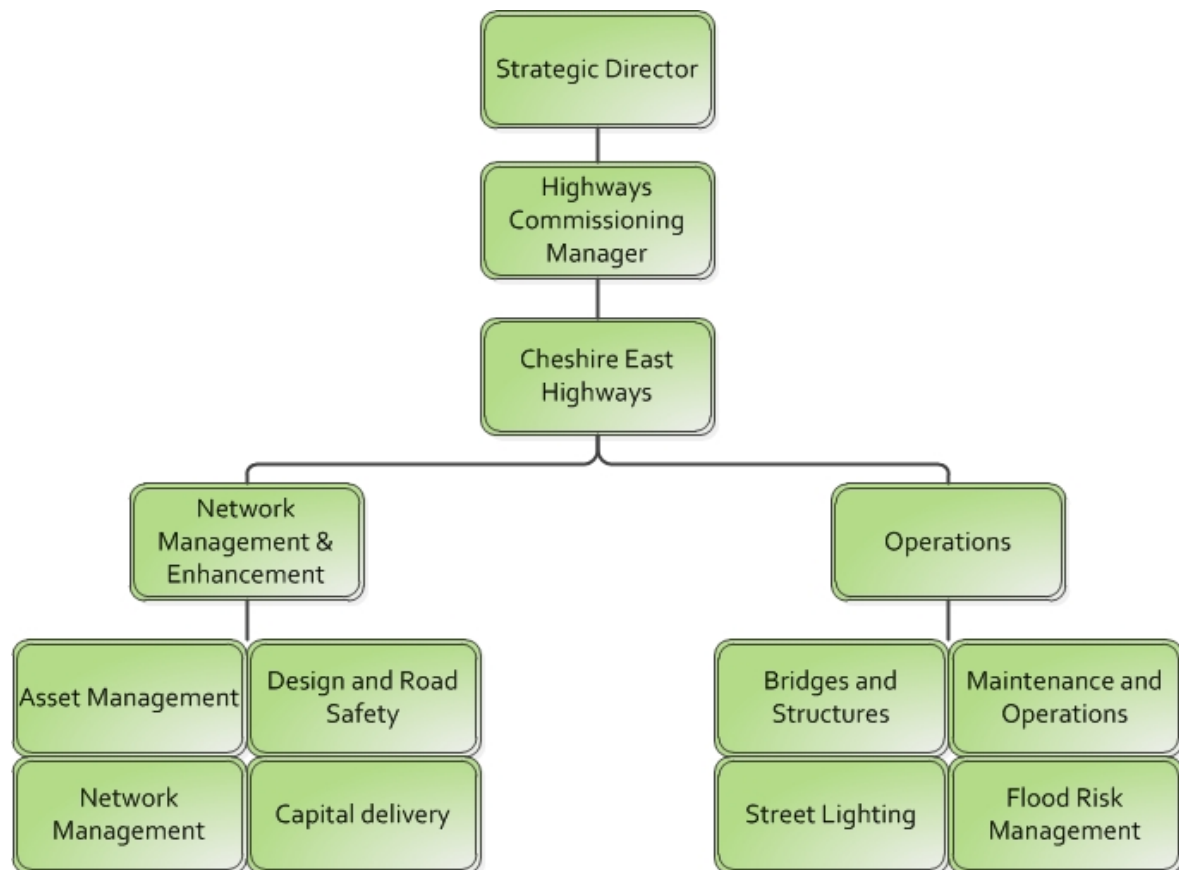 Strategic Director
Highways
Commissioning
Manager
Cheshire East
Highways
Network
Management &
Enhancement
Operations
Asset Management
Design and Road
Safety
Network
Management
Capital delivery
Bridges and
Structures
Maintenance and
Operations
Street Lighting
Flood Risk
Management